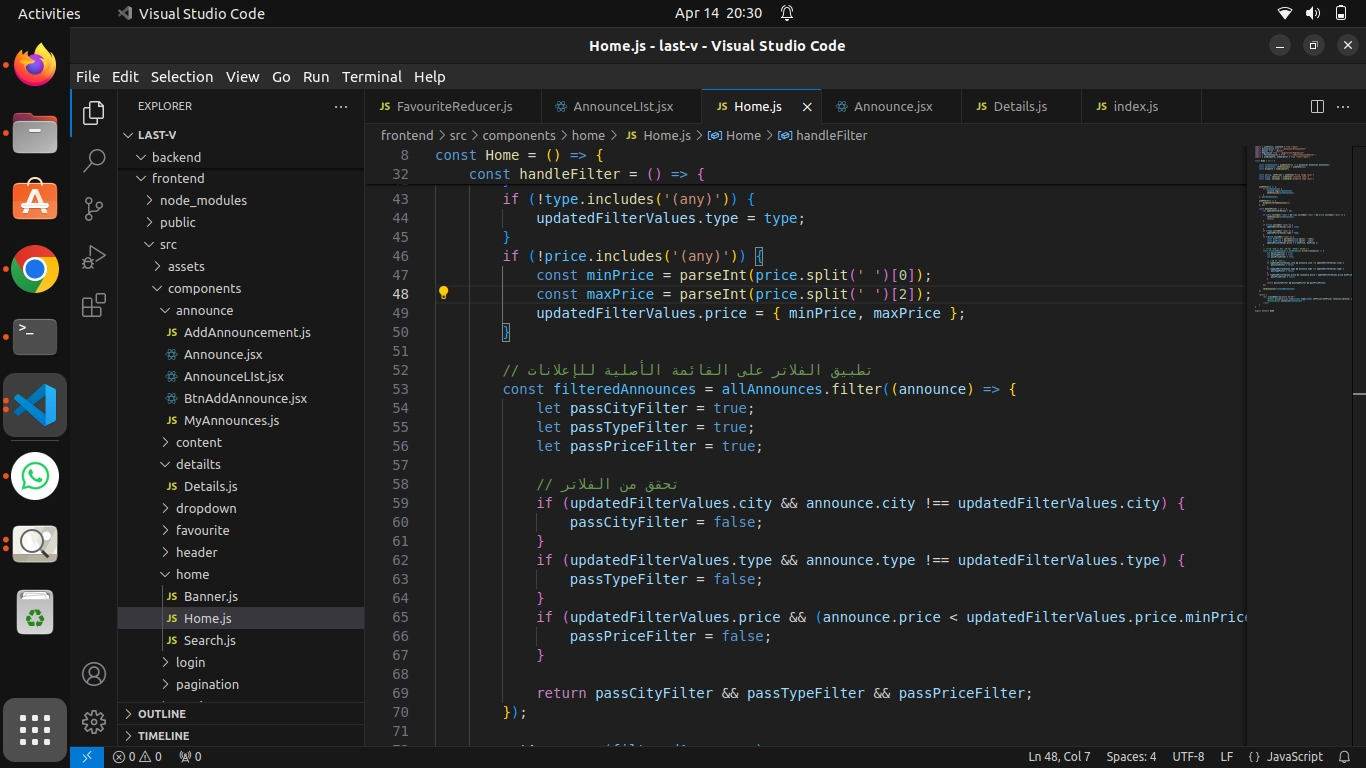 Activities
Visual Studio Code
Apr 14 20:30
Home.js - last-v - Visual Studio Code
File Edit Selection View Go Run Terminal Help
EXPLORER
LAST-V
backend
frontend
node_modules
public
src
assets
components
announce
AddAnnouncement.js
Announce.jsx
AnnounceLIst.jsx
BtnAddAnnounce.jsx
MyAnnounces.js
content
detailts
Details.js
dropdown
favourite
header
home
Banner.js
Home.js
Search.js
login
pagination
OUTLINE
TIMELINE
FavouriteReducer.js AnnounceLIst.jsx Home.js Announce.jsx Details.js index.js
frontend > src > components > home > Home.js > Home > handleFilter
8 const Home = () => {
32 const handleFilter = () => {
43 if (!type.includes('(any)')) {
44 updatedFilterValues.type = type;
45 }
46 if (!price.includes('(any)')) {
47 const minPrice = parseInt(price.split(' ')[0]);
48 const maxPrice = parseInt(price.split(' ')[2]);
49 updatedFilterValues.price = { minPrice, maxPrice };
50 }
51
52 // تطبيق الفلاتر على القائمة الأصلية للإعلانات
53 const filteredAnnounces = allAnnounces.filter((announce) => {
54 let passCityFilter = true;
55 let passTypeFilter = true;
56 let passPriceFilter = true;
57
58 // تحقق من الفلاتر
59 if (updatedFilterValues.city && announce.city !== updatedFilterValues.city) {
60 passCityFilter = false;
61 }
62 if (updatedFilterValues.type && announce.type !== updatedFilterValues.type) {
63 passTypeFilter = false;
64 }
65 if (updatedFilterValues.price && (announce.price < updatedFilterValues.price.minPrice
66 passPriceFilter = false;
67 }
68
69 return passCityFilter && passTypeFilter && passPriceFilter;
70 });
71
0 0 0
Ln 48, Col 7 Spaces: 4 UTF-8 LF {} JavaScript